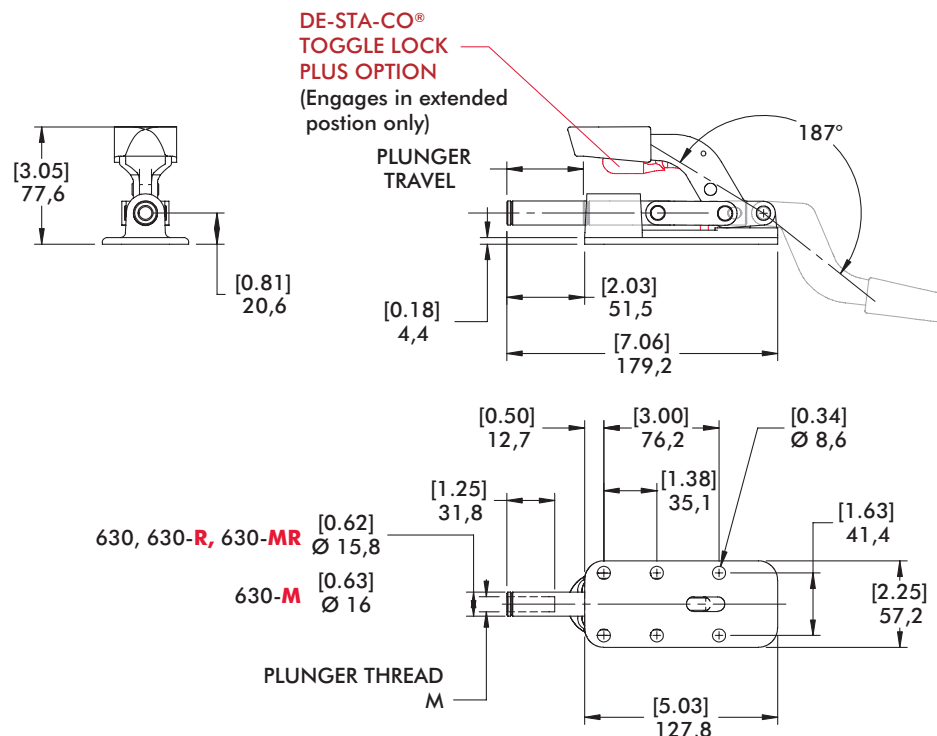 DE-STA-CO®
TOGGLE LOCK
PLUS OPTION
(Engages in extended
postion only)
PLUNGER
TRAVEL
187°
[3.05]
77,6
[0.81]
20,6
[0.18]
4,4
[2.03]
51,5
[7.06]
179,2
[0.50]
12,7
[3.00]
76,2
[0.34]
Ø 8,6
[1.25]
31,8
[1.38]
35,1
[1.63]
41,4
630, 630-R, 630-MR
[0.62]
Ø 15,8
630-M
[0.63]
Ø 16
[2.25]
57,2
PLUNGER THREAD
M
[5.03]
127,8